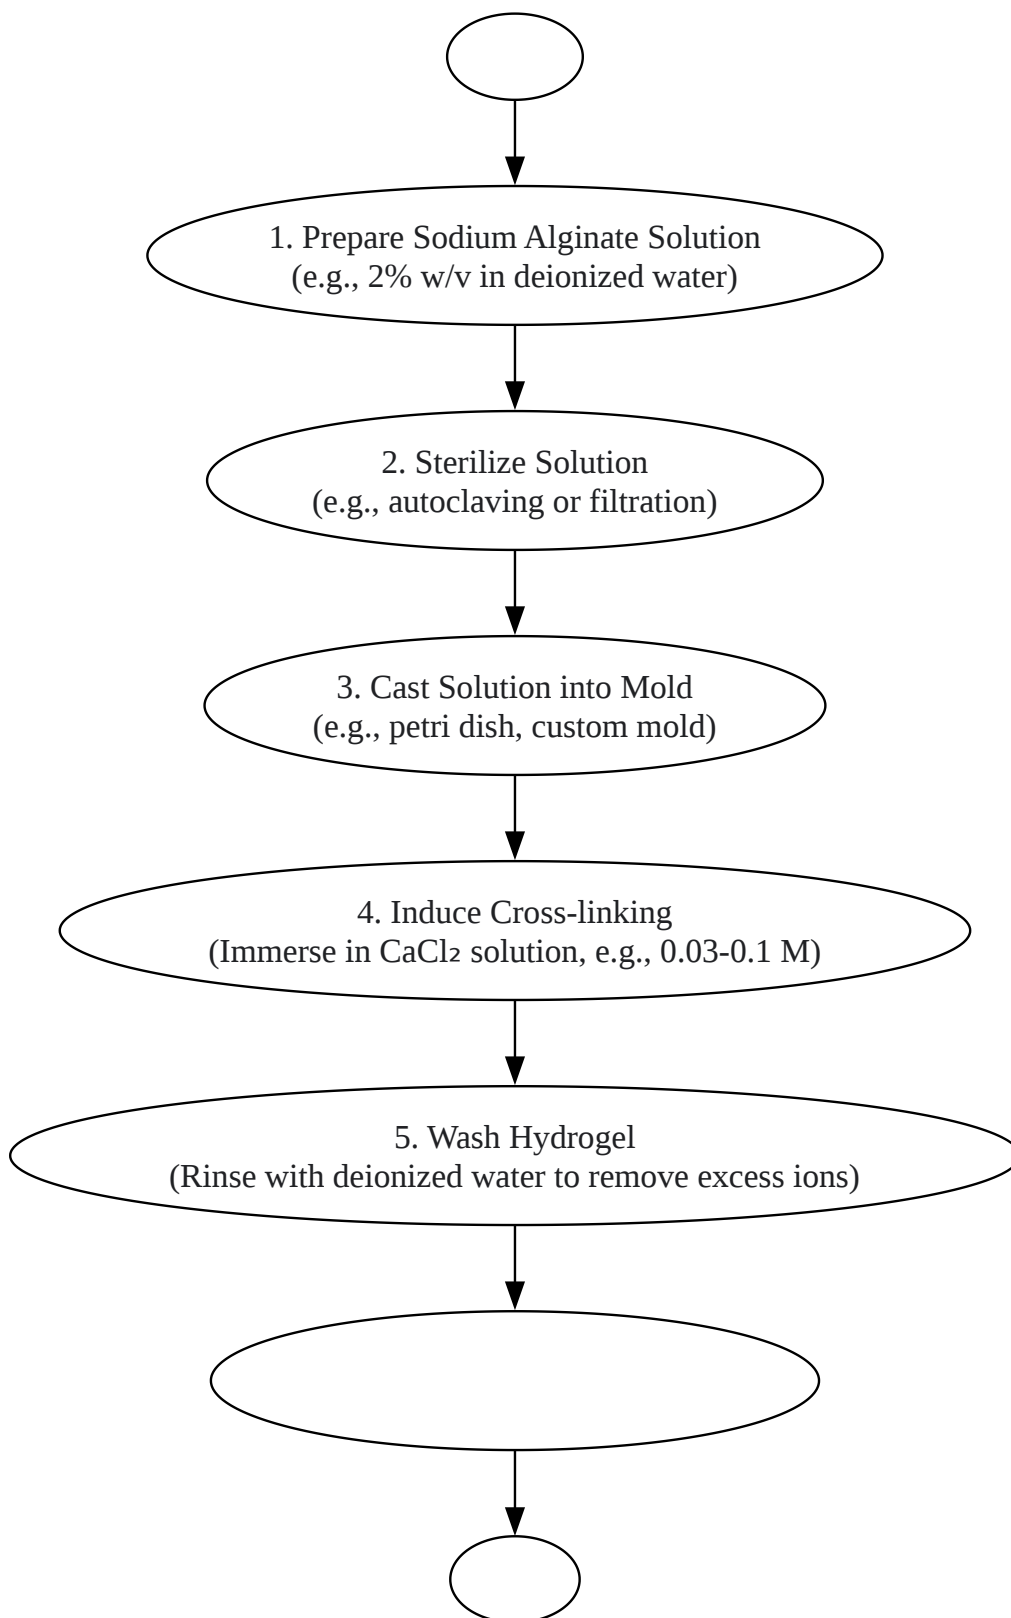 1. Prepare Sodium Alginate Solution
(e.g., 2% w/v in deionized water)
2. Sterilize Solution
(e.g., autoclaving or filtration)
3. Cast Solution into Mold
(e.g., petri dish, custom mold)
4. Induce Cross-linking
(Immerse in CaCl₂ solution, e.g., 0.03-0.1 M)
5. Wash Hydrogel
(Rinse with deionized water to remove excess ions)